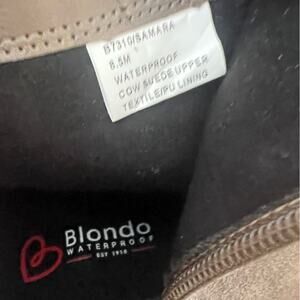 B7310/SAMARA
8.5M
WATERPROOF
COW SUEDE UPPER
TEXTILE/PU LINING
Blondo
WATERPROOF
EST 1910